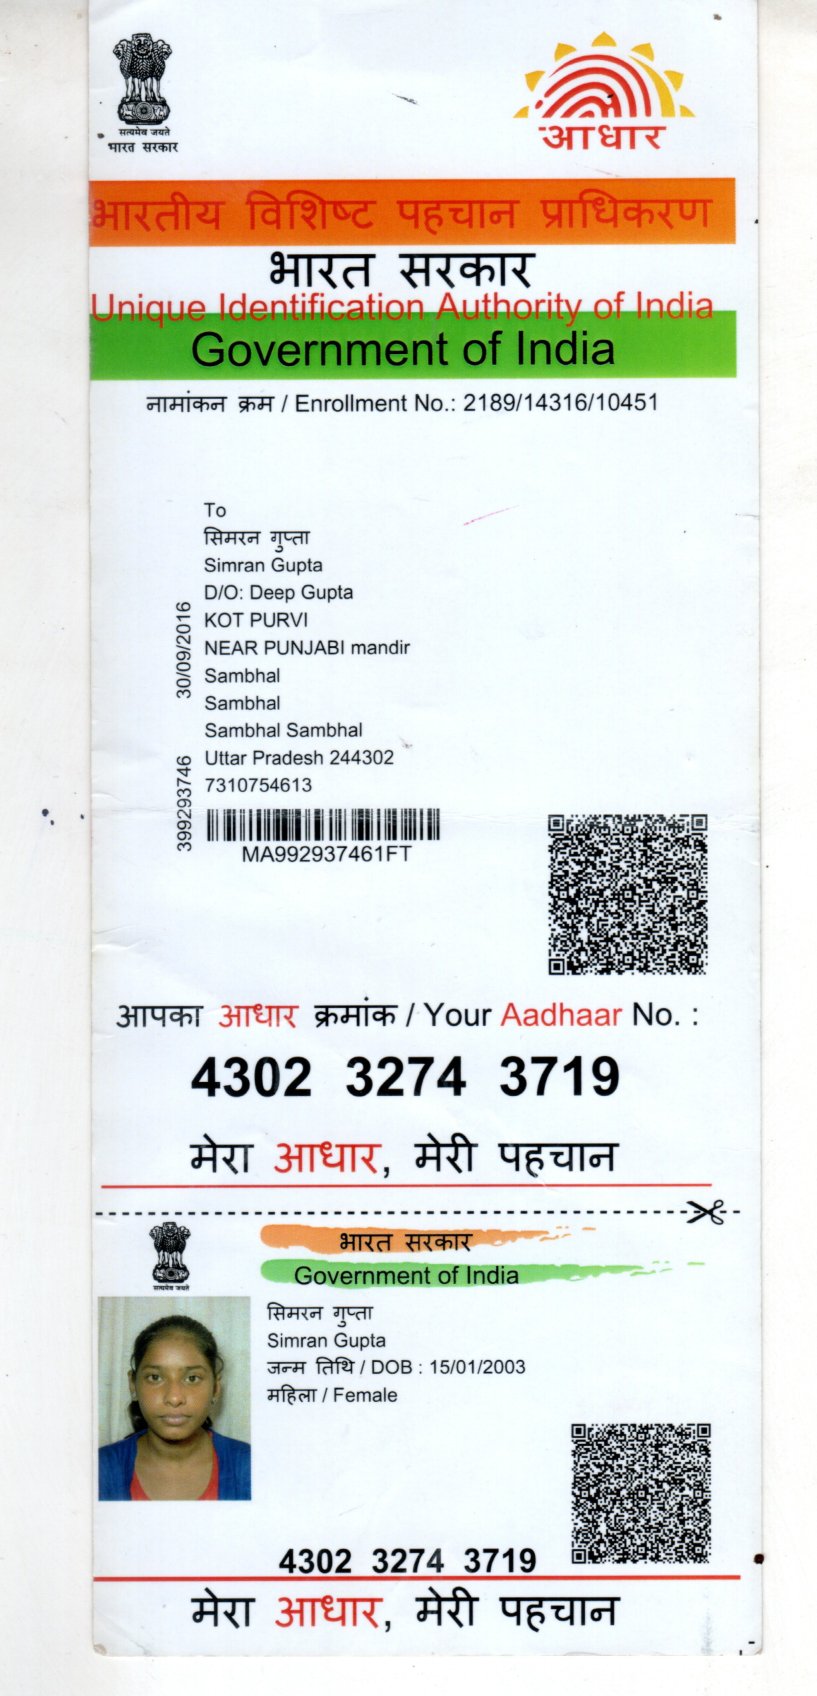 सत्यमेव जयते
भारत सरकार
आधार
भारतीय विशिष्ट पहचान प्राधिकरण
भारत सरकार
Unique Identification Authority of India
Government of India
नामांकन क्रम / Enrollment No.: 2189/14316/10451
To
सिमरन गुप्ता
Simran Gupta
D/O: Deep Gupta
KOT PURVI
NEAR PUNJABI mandir
Sambhal
Sambhal
Sambhal Sambhal
Uttar Pradesh 244302
7310754613
30/09/2016
399293746
MA992937461FT
आपका आधार क्रमांक / Your Aadhaar No. :
4302 3274 3719
मेरा आधार, मेरी पहचान
भारत सरकार
Government of India
सत्यमेव जयते
सिमरन गुप्ता
Simran Gupta
जन्म तिथि / DOB : 15/01/2003
महिला / Female
4302 3274 3719
मेरा आधार, मेरी पहचान